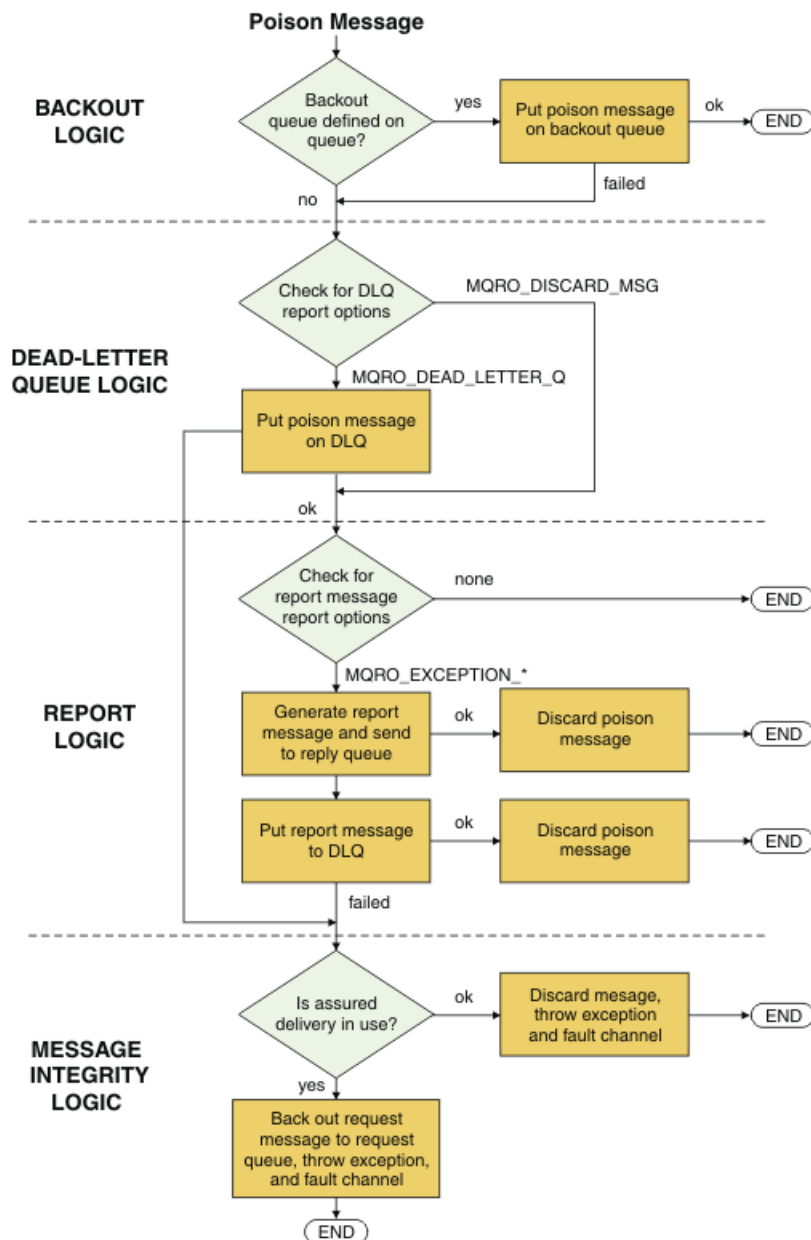 Poison Message
BACKOUT
LOGIC
Backout
queue defined on
queue?
yes
Put poison message
on backout queue
ok
END
failed
no
DEAD-LETTER
QUEUE LOGIC
Check for DLQ
report options
MQRO_DISCARD_MSG
MQRO_DEAD_LETTER_Q
Put poison message
on DLQ
ok
REPORT
LOGIC
Check for
report message
report options
none
END
MQRO_EXCEPTION_*
Generate report
message and send
to reply queue
ok
Discard poison
message
END
Put report message
to DLQ
ok
Discard poison
message
END
failed
MESSAGE
INTEGRITY
LOGIC
Is assured
delivery in use?
ok
Discard mesage,
throw exception
and fault channel
END
yes
Back out request
message to request
queue, throw exception,
and fault channel
END